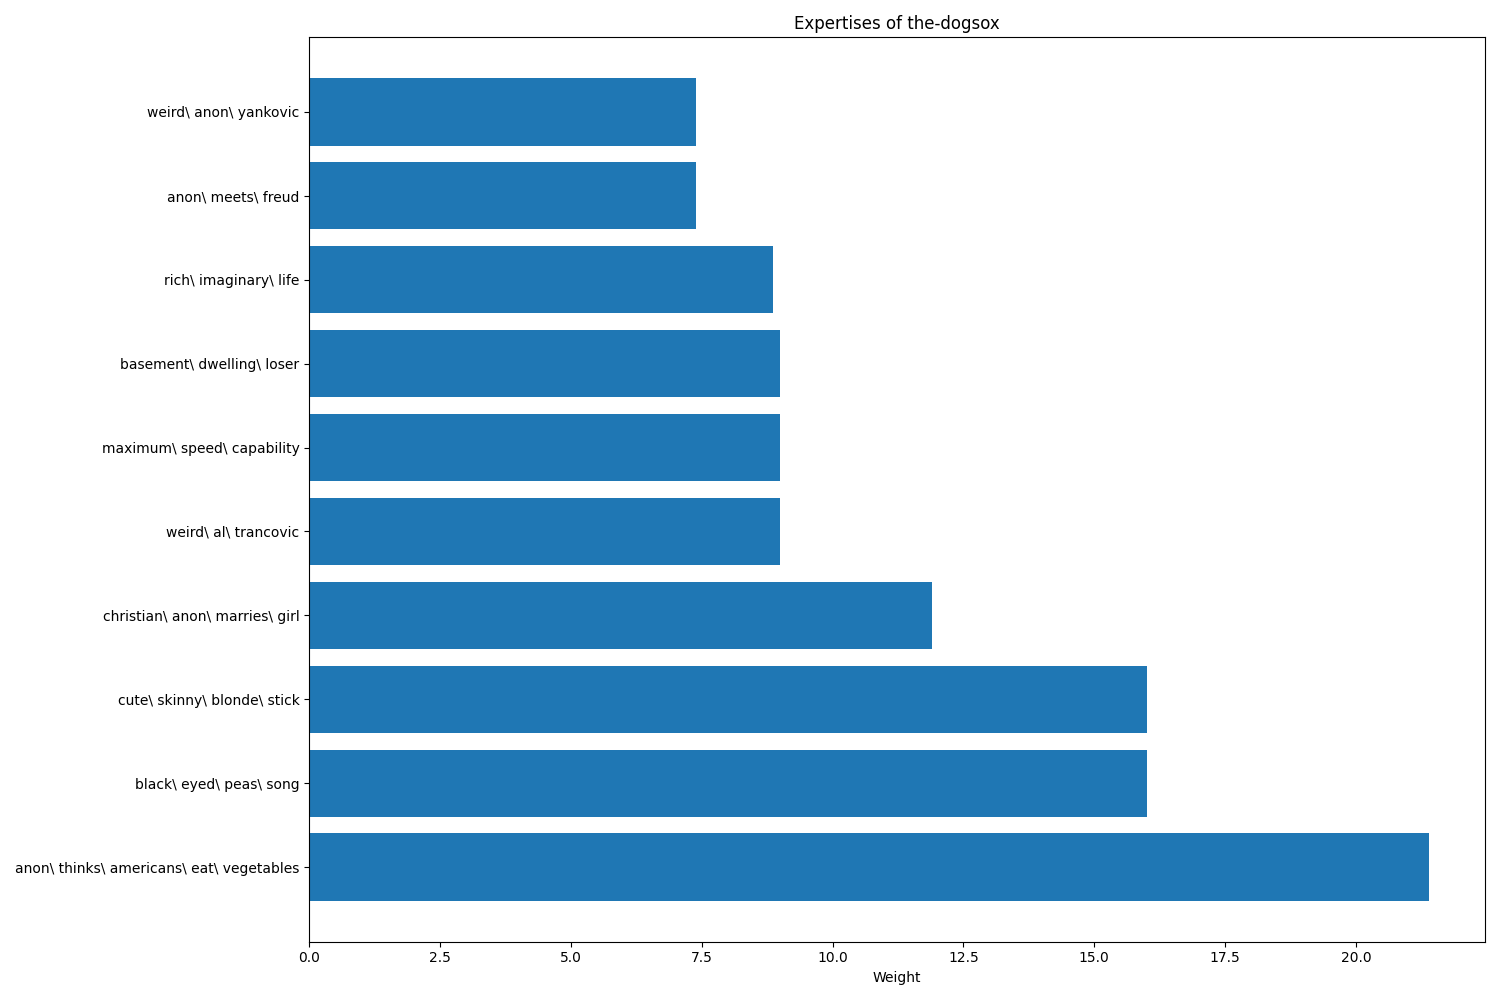 Expertises of the-dogsox
weird\ anon\ yankovic
anon\ meets\ freud
rich\ imaginary\ life
basement\ dwelling\ loser
maximum\ speed\ capability
weird\ al\ trancovic
christian\ anon\ marries\ girl
cute\ skinny\ blonde\ stick
black\ eyed\ peas\ song
anon\ thinks\ americans\ eat\ vegetables
0.0 2.5 5.0 7.5 10.0 12.5 15.0 17.5 20.0
Weight